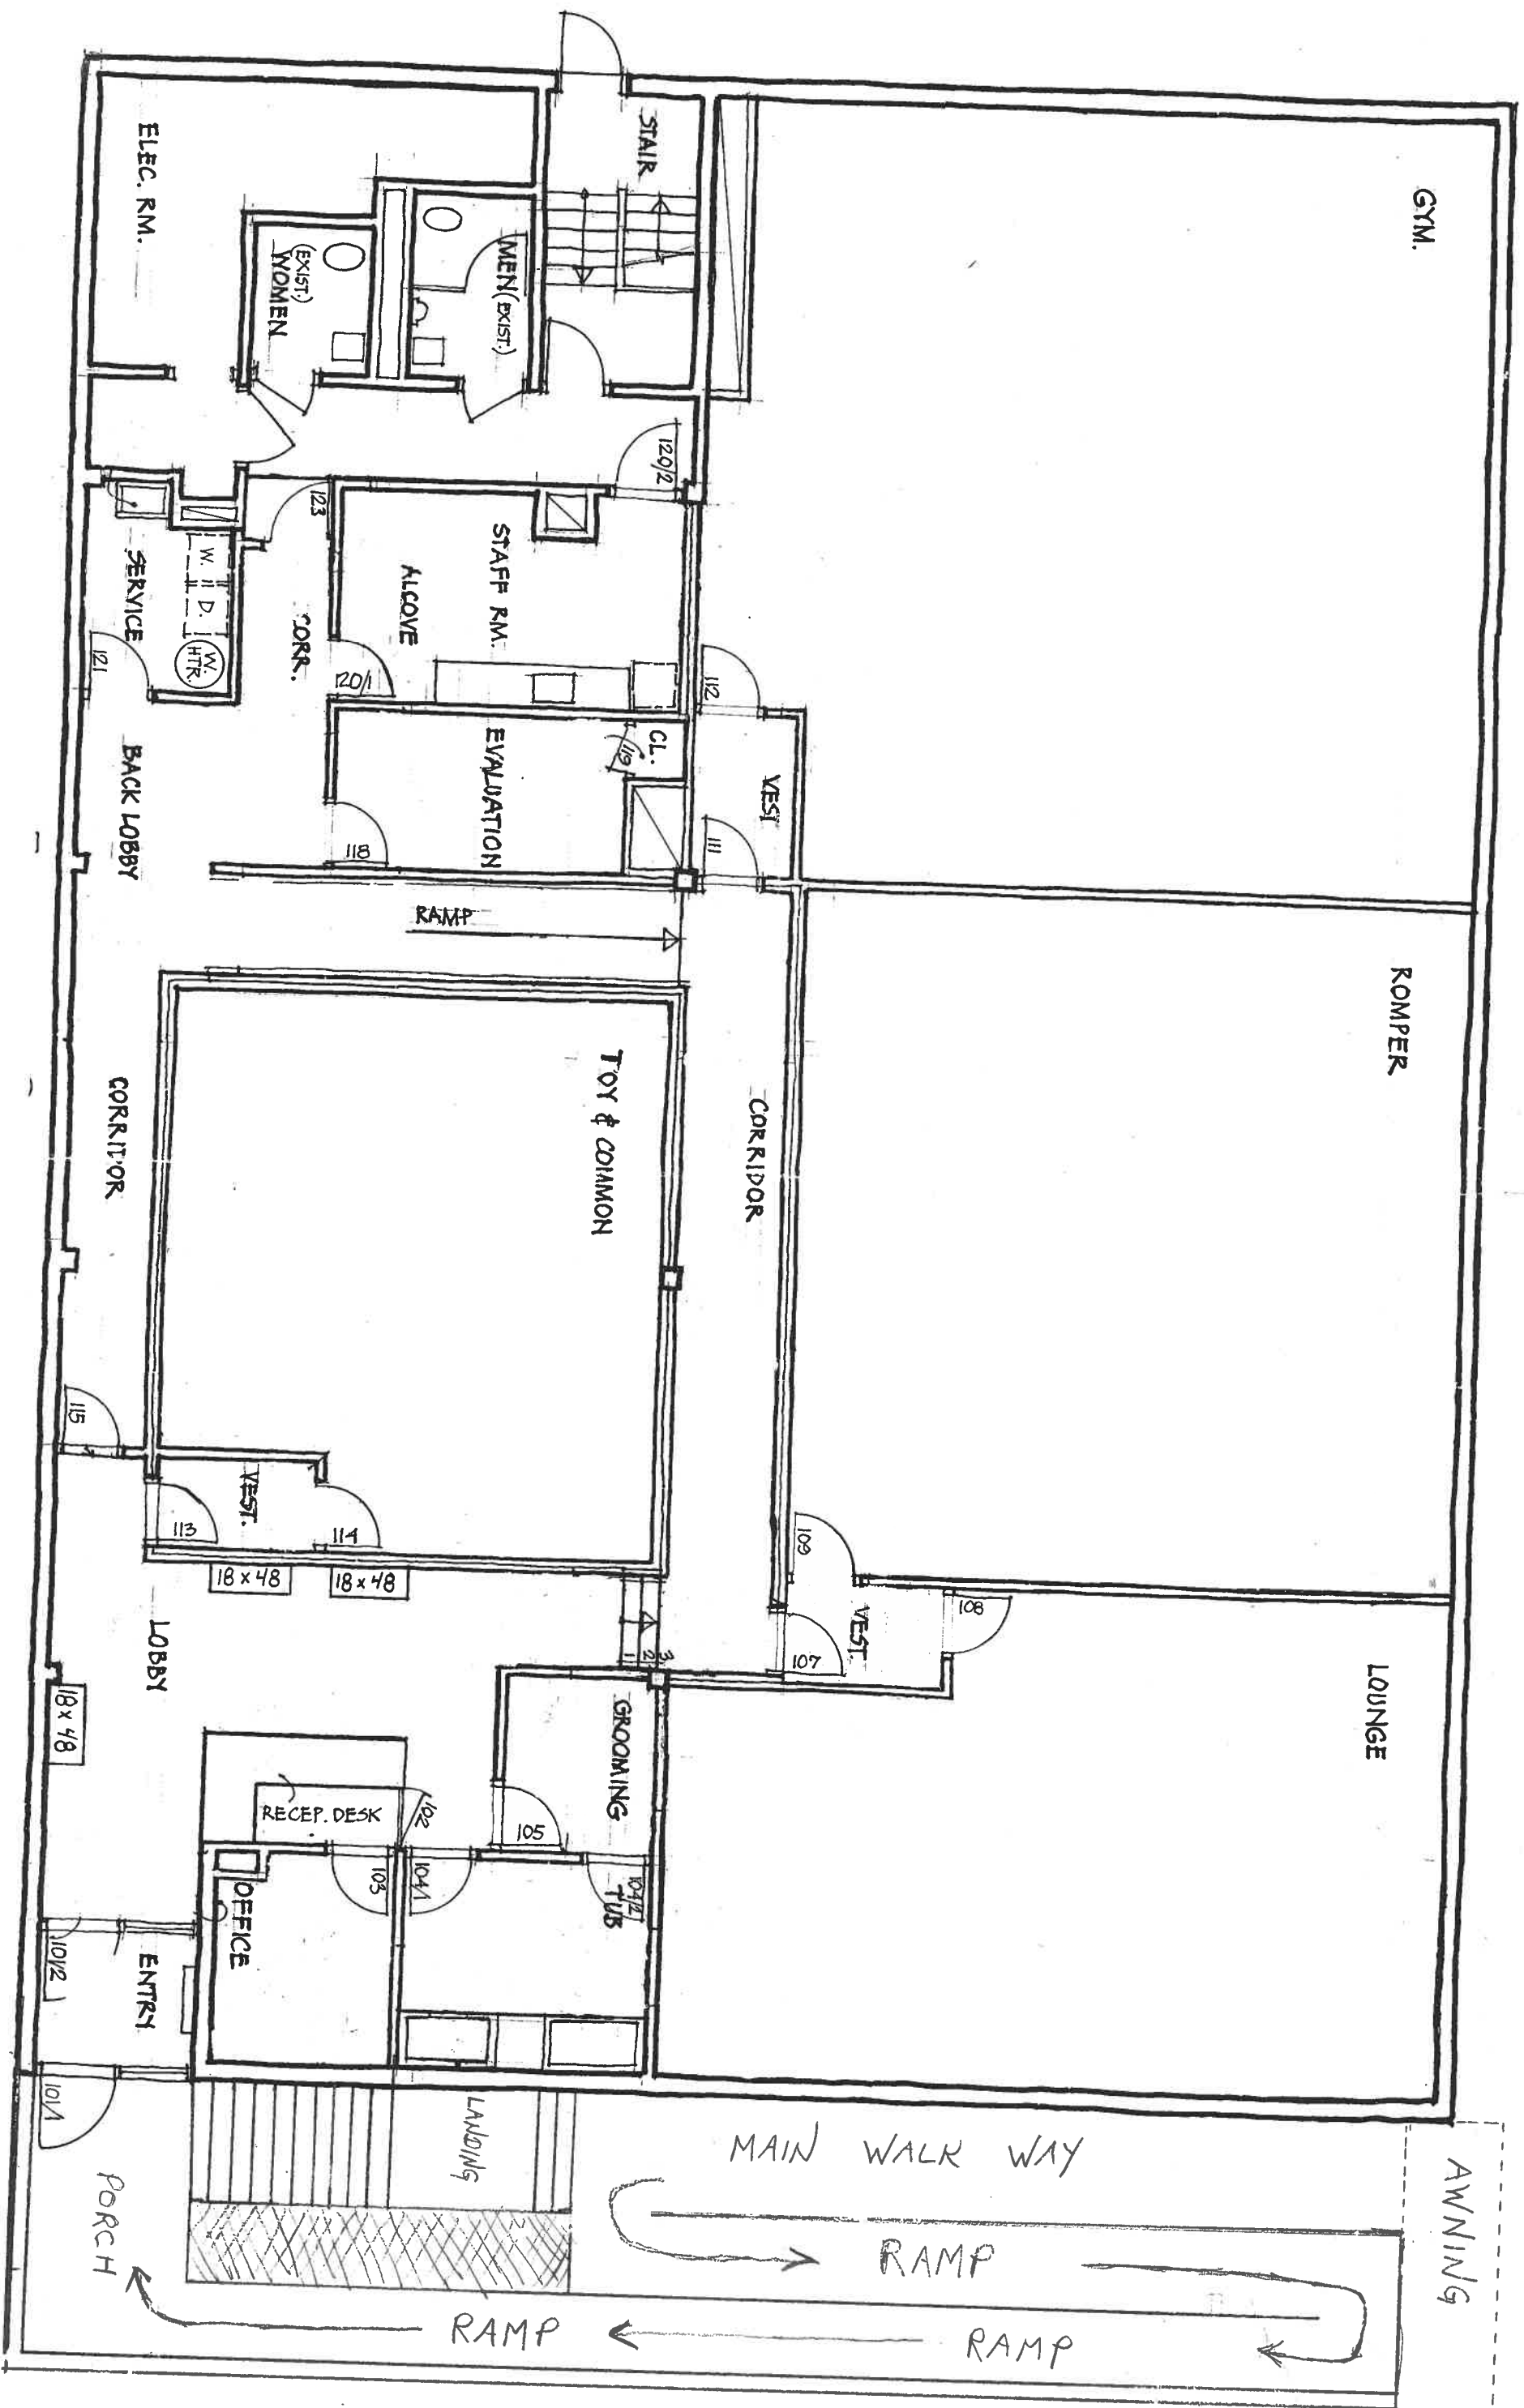 GYM.
STAIR
ELEC. RM.
MEN (EXIST.)
(EXIST.)
WOMEN
120/2
123
STAFF RM.
ALCOVE
W.
D.
W.
HTR.
SERVICE
CORR.
121
120/1
112
CL.
119
EVALUATION
VEST
BACK LOBBY
118
111
RAMP
ROMPER
TOY & COMMON
CORRIDOR
CORRIDOR
115
VEST.
113
114
109
108
VEST.
107
18 x 48
18 x 48
1 2 3
LOBBY
LOUNGE
18 x 48
GROOMING
RECEP. DESK
102
105
103
104/1
104/2
TUB
OFFICE
101/2
ENTRY
101/1
LANDING
MAIN WALK WAY
AWNING
PORCH
RAMP
RAMP
RAMP